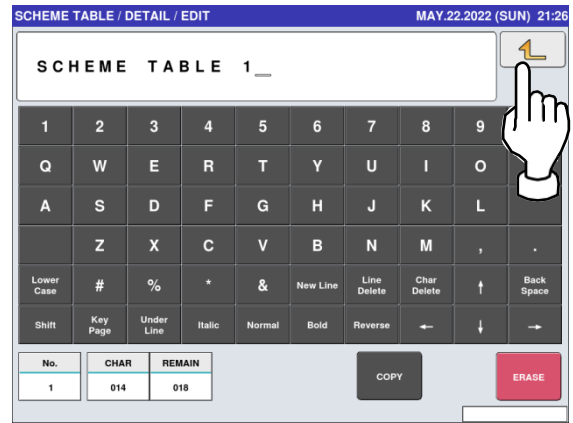 SCHEME TABLE / DETAIL / EDIT MAY.22.2022 (SUN) 21:26
SCHEME TABLE 1_
1 2 3 4 5 6 7 8 9
Q W E R T Y U I O
A S D F G H J K L
Z X C V B N M , .
Lower Case # % * & New Line Line Delete Char Delete ↑ Back Space
Shift Key Page Under Line Italic Normal Bold Reverse ← ↓ →
No. CHAR REMAIN
1 014 018
COPY ERASE